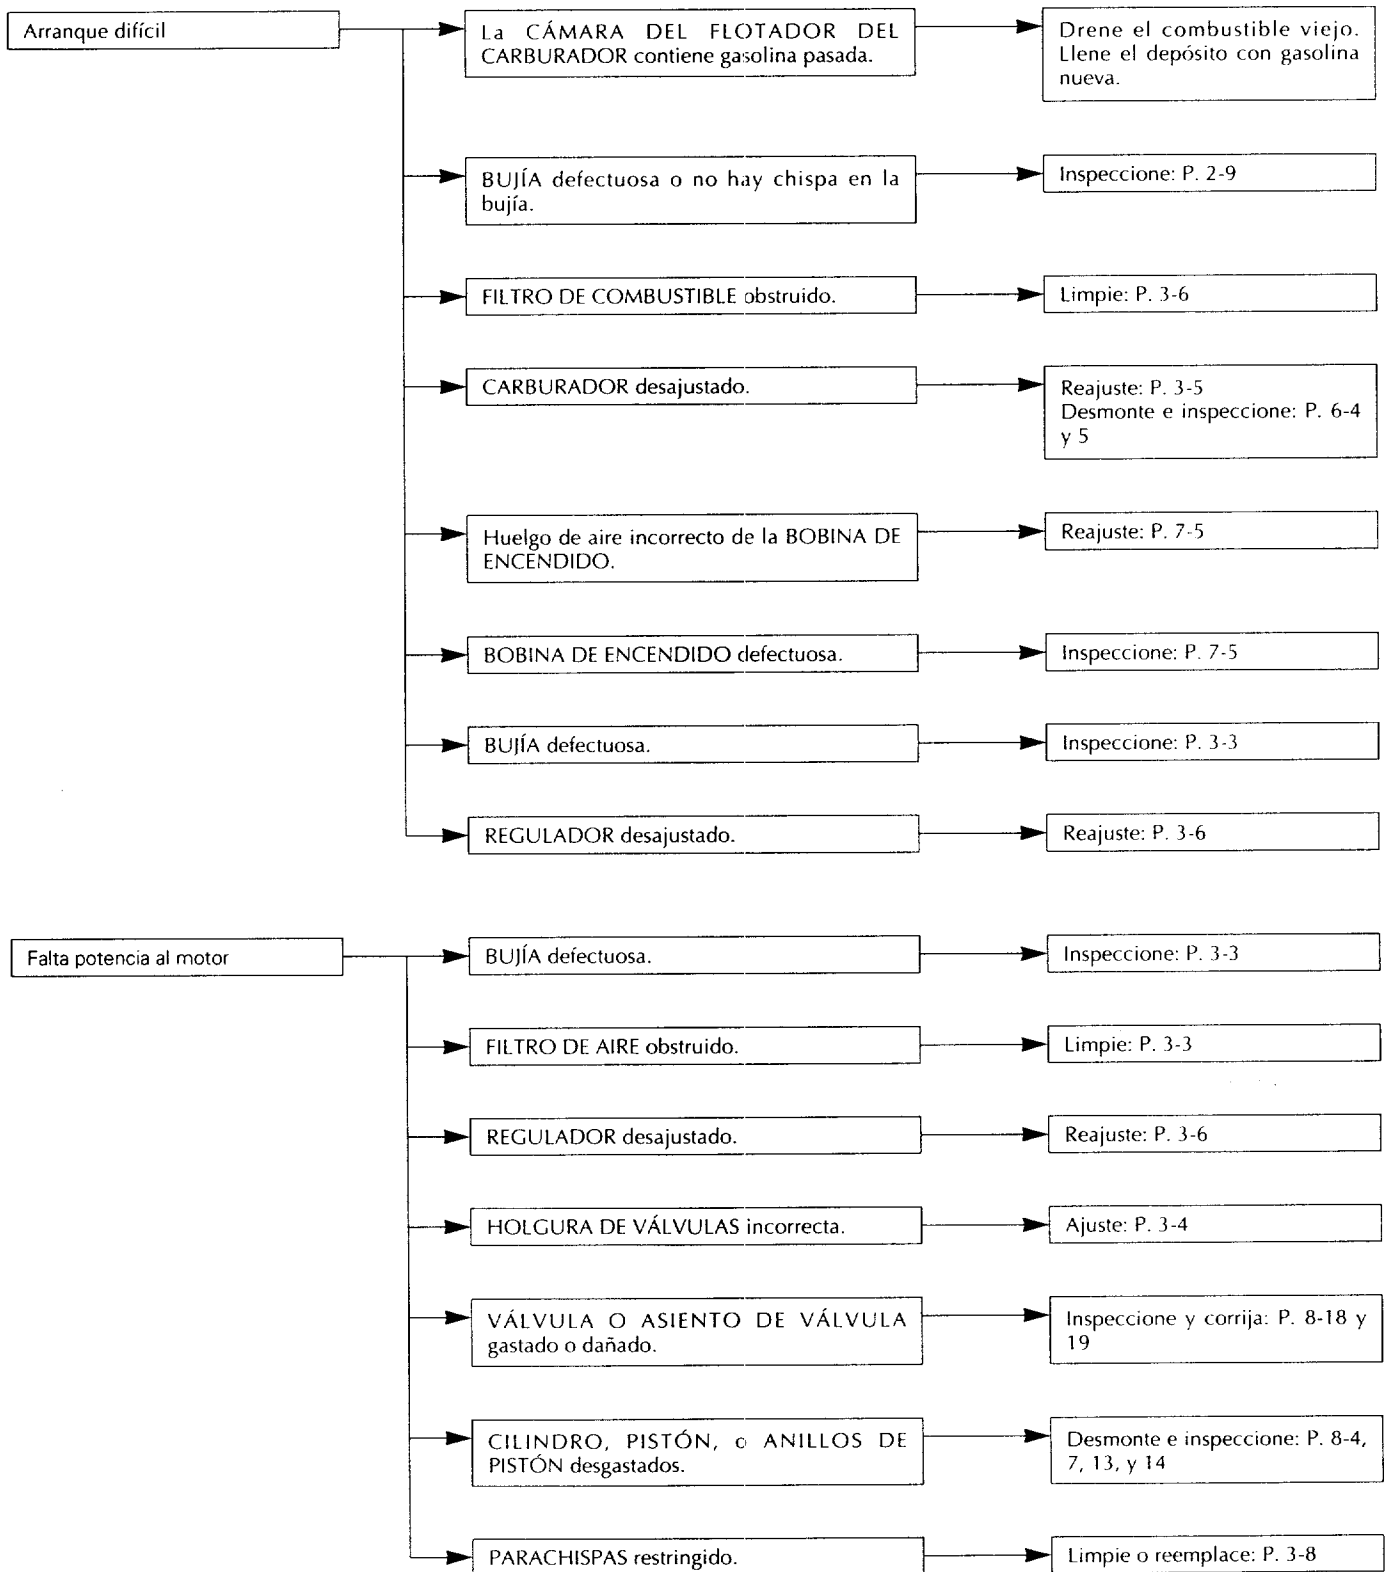 Arranque difícil
La CÁMARA DEL FLOTADOR DEL
CARBURADOR contiene gasolina pasada.
Drene el combustible viejo.
Llene el depósito con gasolina
nueva.
BUJÍA defectuosa o no hay chispa en la
bujía.
Inspeccione: P. 2-9
FILTRO DE COMBUSTIBLE obstruido.
Limpie: P. 3-6
CARBURADOR desajustado.
Reajuste: P. 3-5
Desmonte e inspeccione: P. 6-4
y 5
Huelgo de aire incorrecto de la BOBINA DE
ENCENDIDO.
Reajuste: P. 7-5
BOBINA DE ENCENDIDO defectuosa.
Inspeccione: P. 7-5
BUJÍA defectuosa.
Inspeccione: P. 3-3
REGULADOR desajustado.
Reajuste: P. 3-6
Falta potencia al motor
BUJÍA defectuosa.
Inspeccione: P. 3-3
FILTRO DE AIRE obstruido.
Limpie: P. 3-3
REGULADOR desajustado.
Reajuste: P. 3-6
HOLGURA DE VÁLVULAS incorrecta.
Ajuste: P. 3-4
VÁLVULA O ASIENTO DE VÁLVULA
gastado o dañado.
Inspeccione y corrija: P. 8-18 y
19
CILINDRO, PISTÓN, o ANILLOS DE
PISTÓN desgastados.
Desmonte e inspeccione: P. 8-4,
7, 13, y 14
PARACHISPAS restringido.
Limpie o reemplace: P. 3-8